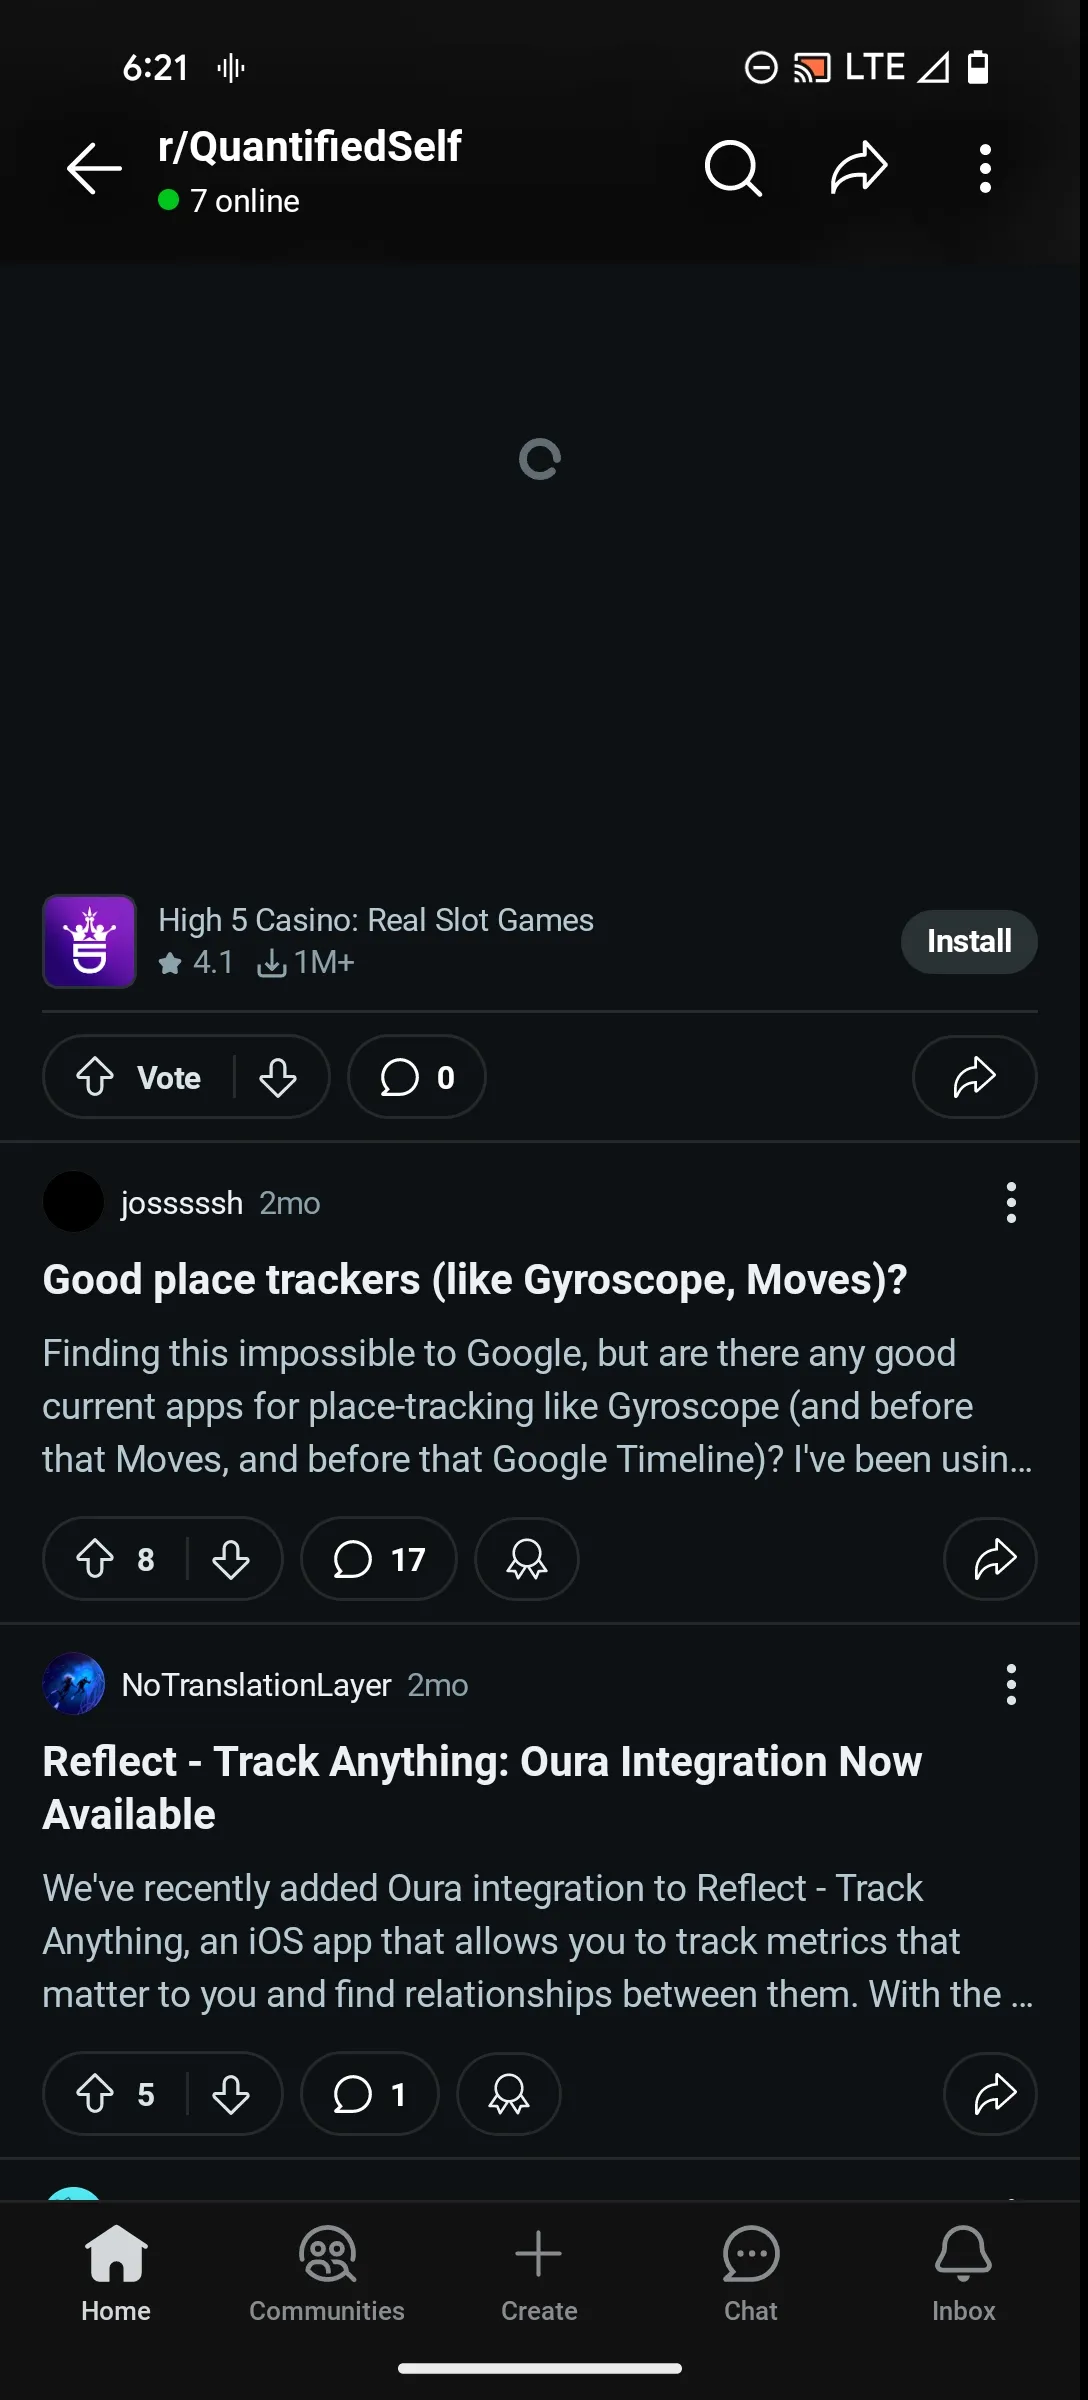 6:21
LTE
r/QuantifiedSelf
7 online
High 5 Casino: Real Slot Games
4.1 1M+
Install
Vote
0
josssssh 2mo
Good place trackers (like Gyroscope, Moves)?
Finding this impossible to Google, but are there any good
current apps for place-tracking like Gyroscope (and before
that Moves, and before that Google Timeline)? I've been usin...
8
17
NoTranslationLayer 2mo
Reflect - Track Anything: Oura Integration Now
Available
We've recently added Oura integration to Reflect - Track
Anything, an iOS app that allows you to track metrics that
matter to you and find relationships between them. With the ...
5
1
Home
Communities
Create
Chat
Inbox